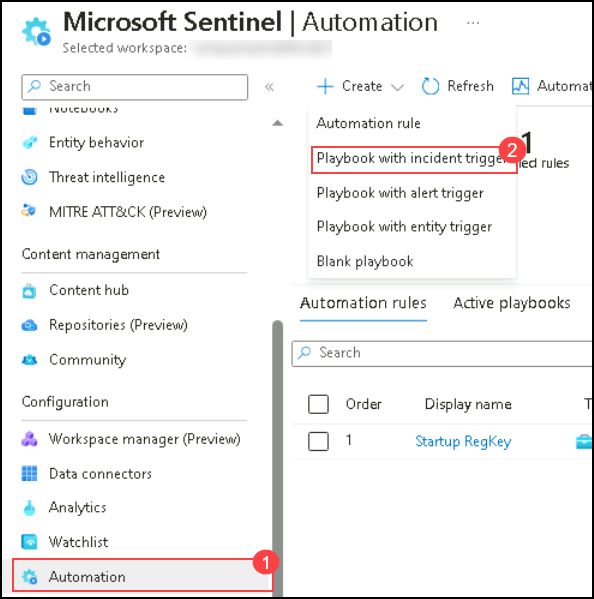 Microsoft Sentinel | Automation ...
Selected workspace:
Search
«
Notebooks
Entity behavior
Threat intelligence
MITRE ATT&CK (Preview)
Content management
Content hub
Repositories (Preview)
Community
Configuration
Workspace manager (Preview)
Data connectors
Analytics
Watchlist
Automation
1
Create
Refresh
Automat
Automation rule
Playbook with incident trigge
2
Playbook with alert trigger
Playbook with entity trigger
Blank playbook
1
led rules
Automation rules
Active playbooks
Search
Order
Display name
T
1
Startup RegKey